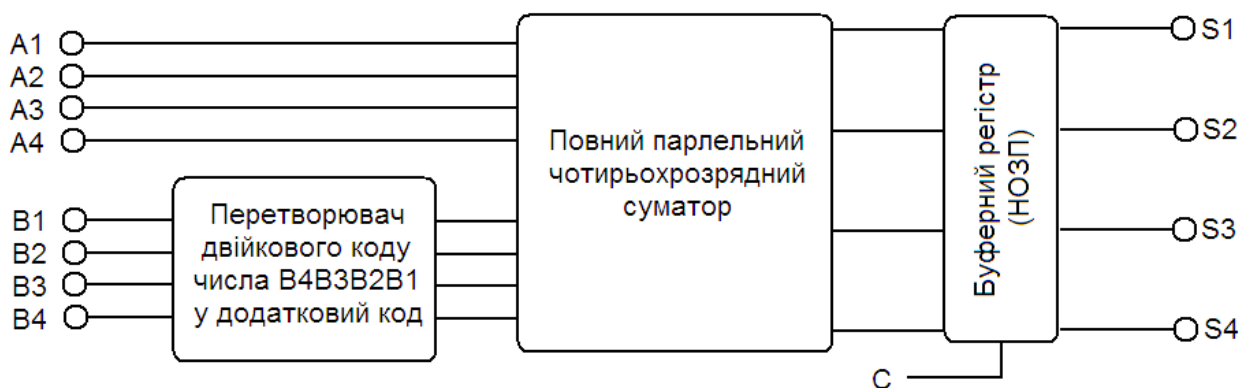 A1
A2
A3
A4
B1
B2
B3
B4
Перетворювач
двійкового коду
числа B4B3B2B1
у додатковий код
Повний парлельний
чотирьохрозрядний
суматор
Буферний регістр
(НОЗП)
C
S1
S2
S3
S4